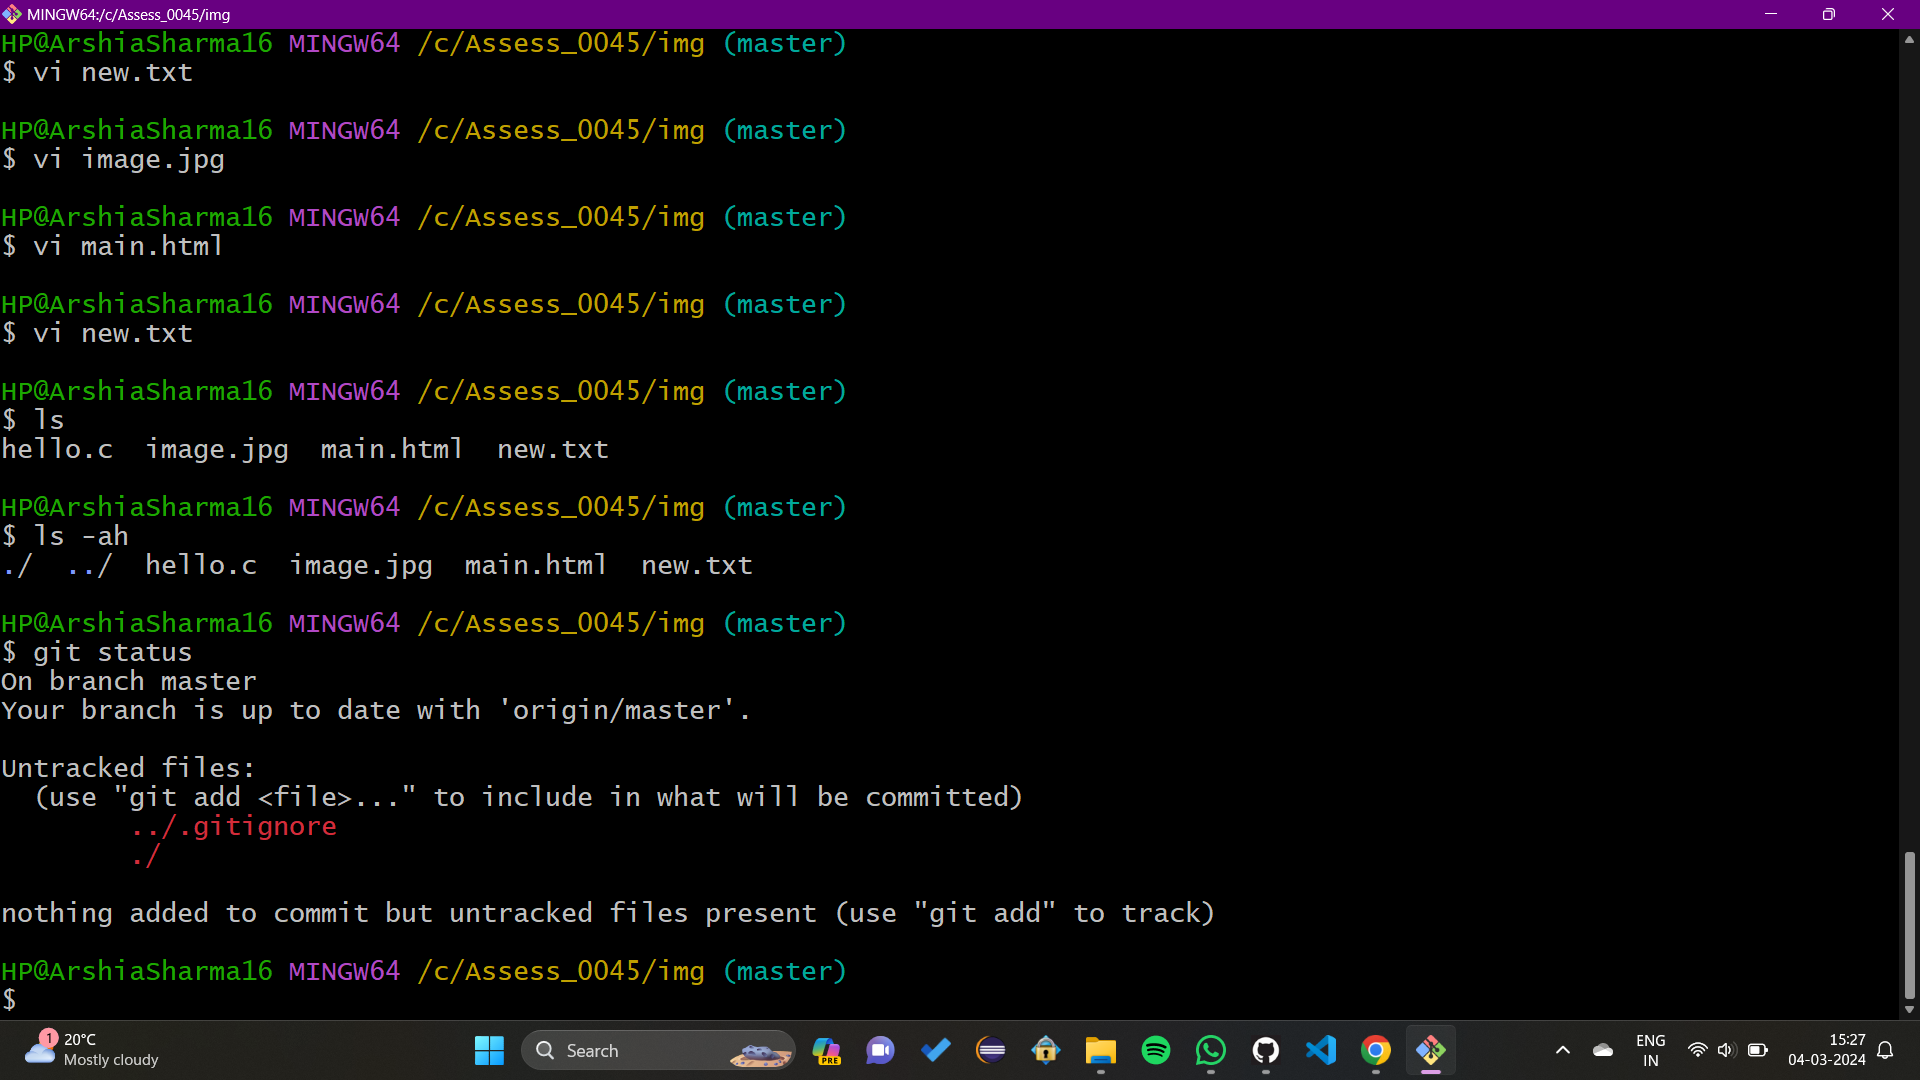 MINGW64:/c/Assess_0045/img
HP@ArshiaSharma16 MINGW64 /c/Assess_0045/img (master)
$ vi new.txt
HP@ArshiaSharma16 MINGW64 /c/Assess_0045/img (master)
$ vi image.jpg
HP@ArshiaSharma16 MINGW64 /c/Assess_0045/img (master)
$ vi main.html
HP@ArshiaSharma16 MINGW64 /c/Assess_0045/img (master)
$ vi new.txt
HP@ArshiaSharma16 MINGW64 /c/Assess_0045/img (master)
$ ls
hello.c  image.jpg  main.html  new.txt
HP@ArshiaSharma16 MINGW64 /c/Assess_0045/img (master)
$ ls -ah
./  ../  hello.c  image.jpg  main.html  new.txt
HP@ArshiaSharma16 MINGW64 /c/Assess_0045/img (master)
$ git status
On branch master
Your branch is up to date with 'origin/master'.
Untracked files:
  (use "git add <file>..." to include in what will be committed)
        ../.gitignore
        ./
nothing added to commit but untracked files present (use "git add" to track)
HP@ArshiaSharma16 MINGW64 /c/Assess_0045/img (master)
$
1
20°C
Mostly cloudy
Search
PRE
ENG
IN
15:27
04-03-2024